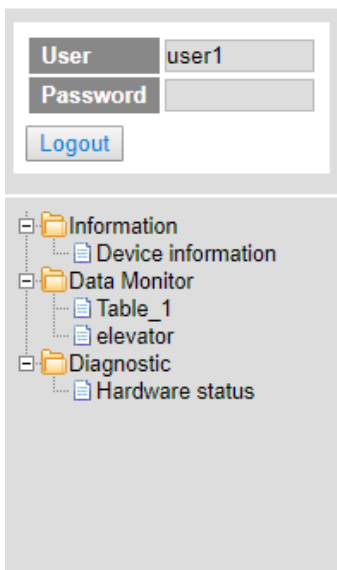 User user1
Password
Logout
Information
Device information
Data Monitor
Table_1
elevator
Diagnostic
Hardware status